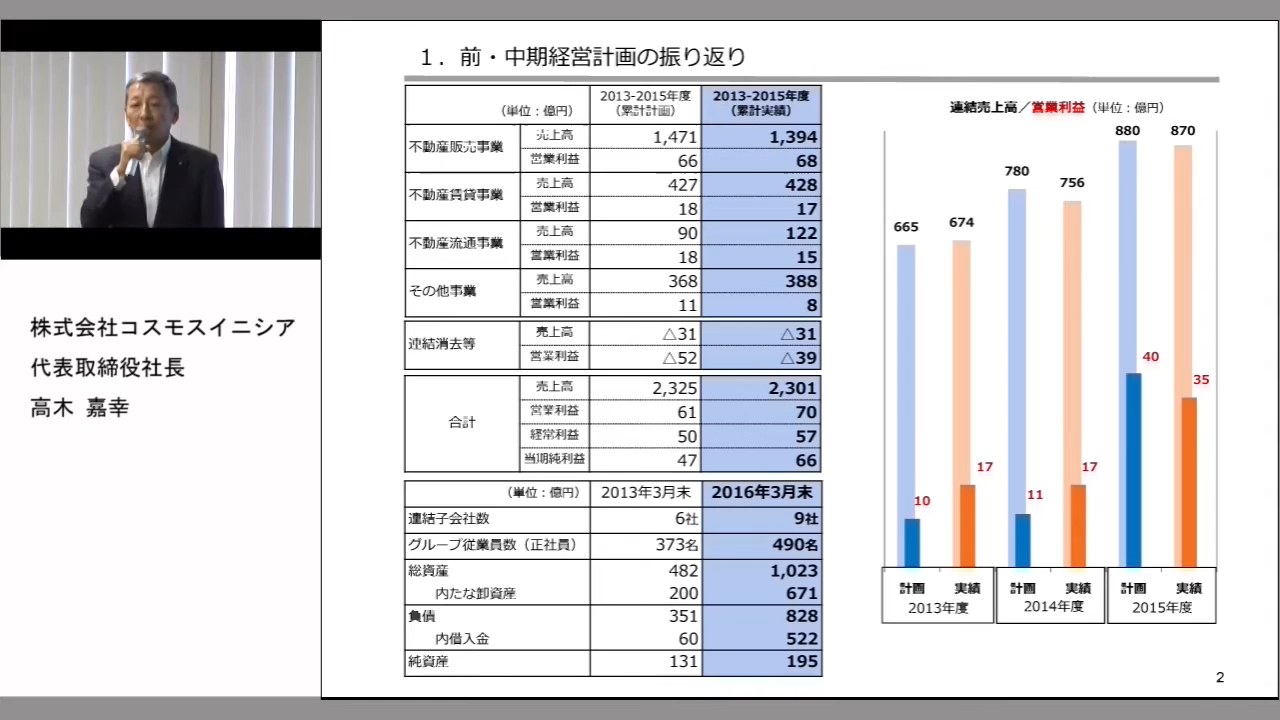 株式会社コスモスイニシア
代表取締役社長
高木 嘉幸
1．前・中期経営計画の振り返り
（単位：億円） 2013-2015年度（累計計画） 2013-2015年度（累計実績）
不動産販売事業 売上高 1,471 1,394
営業利益 66 68
不動産賃貸事業 売上高 427 428
営業利益 18 17
不動産流通事業 売上高 90 122
営業利益 18 15
その他事業 売上高 368 388
営業利益 11 8
連結消去等 売上高 △31 △31
営業利益 △52 △39
合計 売上高 2,325 2,301
営業利益 61 70
経常利益 50 57
当期純利益 47 66
（単位：億円） 2013年3月末 2016年3月末
連結子会社数 6社 9社
グループ従業員数（正社員） 373名 490名
総資産 482 1,023
内たな卸資産 200 671
負債 351 828
内借入金 60 522
純資産 131 195
連結売上高／営業利益（単位：億円）
665 674 780 756 880 870
10 17 11 17 40 35
計画 実績 計画 実績 計画 実績
2013年度 2014年度 2015年度
2